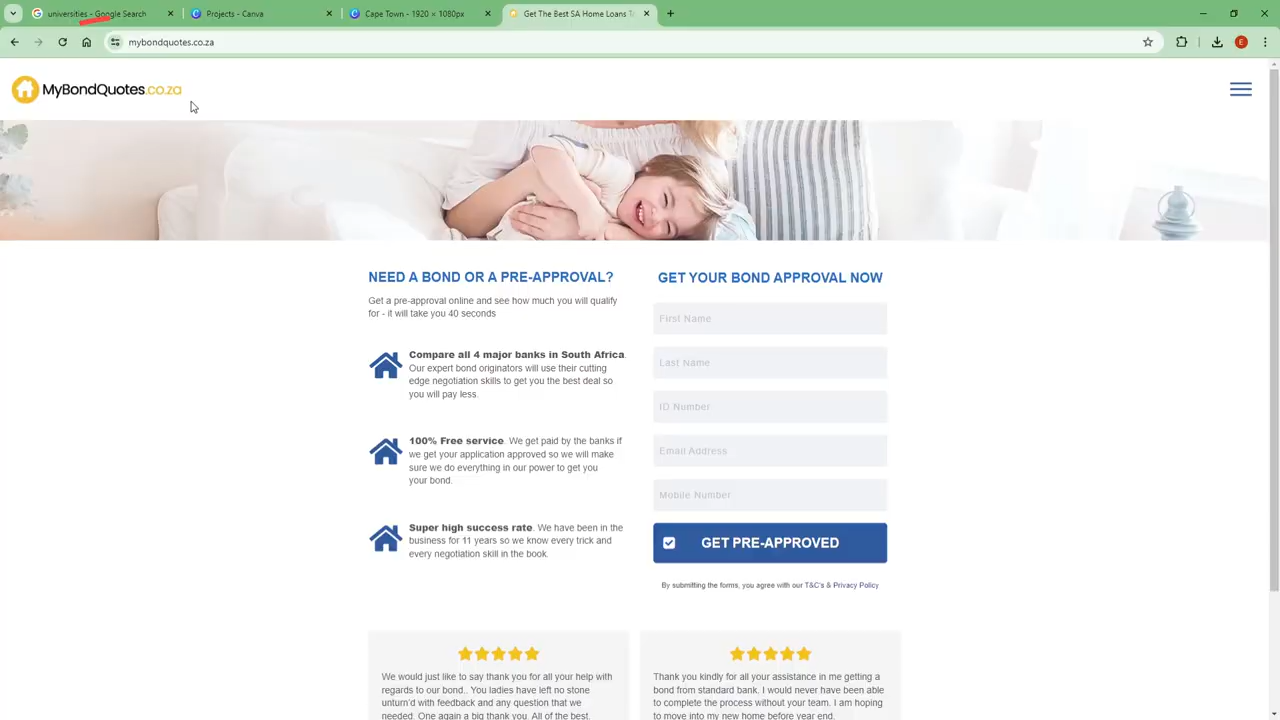 universities - Google Search
Projects - Canva
Cape Town - 1920 × 1080px
Get The Best SA Home Loans
mybondquotes.co.za
E
MyBondQuotes.co.za
NEED A BOND OR A PRE-APPROVAL?
Get a pre-approval online and see how much you will qualify
for - it will take you 40 seconds
Compare all 4 major banks in South Africa.
Our expert bond originators will use their cutting
edge negotiation skills to get you the best deal so
you will pay less.
100% Free service. We get paid by the banks if
we get your application approved so we will make
sure we do everything in our power to get you
your bond.
Super high success rate. We have been in the
business for 11 years so we know every trick and
every negotiation skill in the book.
GET YOUR BOND APPROVAL NOW
First Name
Last Name
ID Number
Email Address
Mobile Number
GET PRE-APPROVED
By submitting the forms, you agree with our T&C's & Privacy Policy
We would just like to say thank you for all your help with
regards to our bond.. You ladies have left no stone
unturn'd with feedback and any question that we
needed. One again a big thank you. All of the best.
Thank you kindly for all your assistance in me getting a
bond from standard bank. I would never have been able
to complete the process without your team. I am hoping
to move into my new home before year end.